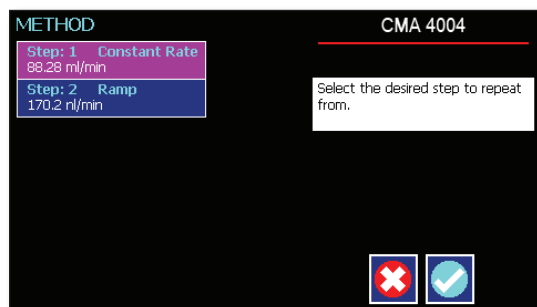 METHOD
CMA 4004
Step: 1 Constant Rate
88.28 ml/min
Step: 2 Ramp
170.2 nl/min
Select the desired step to repeat
from.